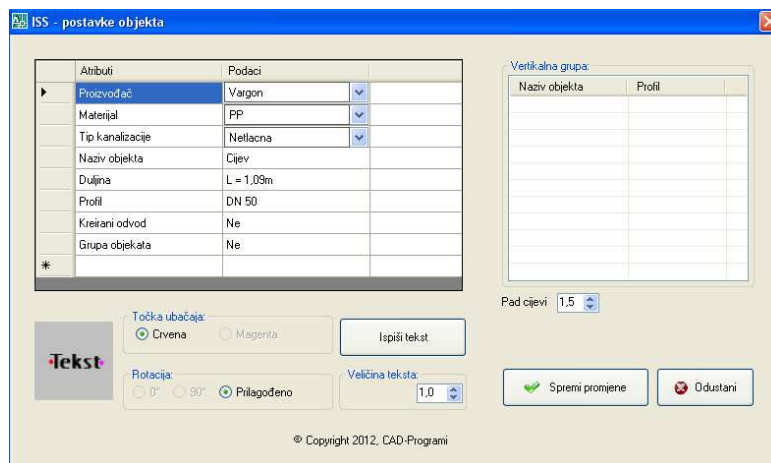 ISS - postavke objekta
Atributi Podaci
Proizvođač Vargon
Materijal PP
Tip kanalizacije Netlacna
Naziv objekta Cijev
Duljina L = 1,09m
Profil DN 50
Kreirani odvod Ne
Grupa objekata Ne
Vertikalna grupa:
Naziv objekta Profil
Pad cijevi 1,5
Točka ubačaja:
Crvena Magenta
Ispiši tekst
Tekst
Rotacija:
0° 90° Prilagođeno
Veličina teksta:
1,0
Spremi promjene
Odustani
© Copyright 2012, CAD-Programi